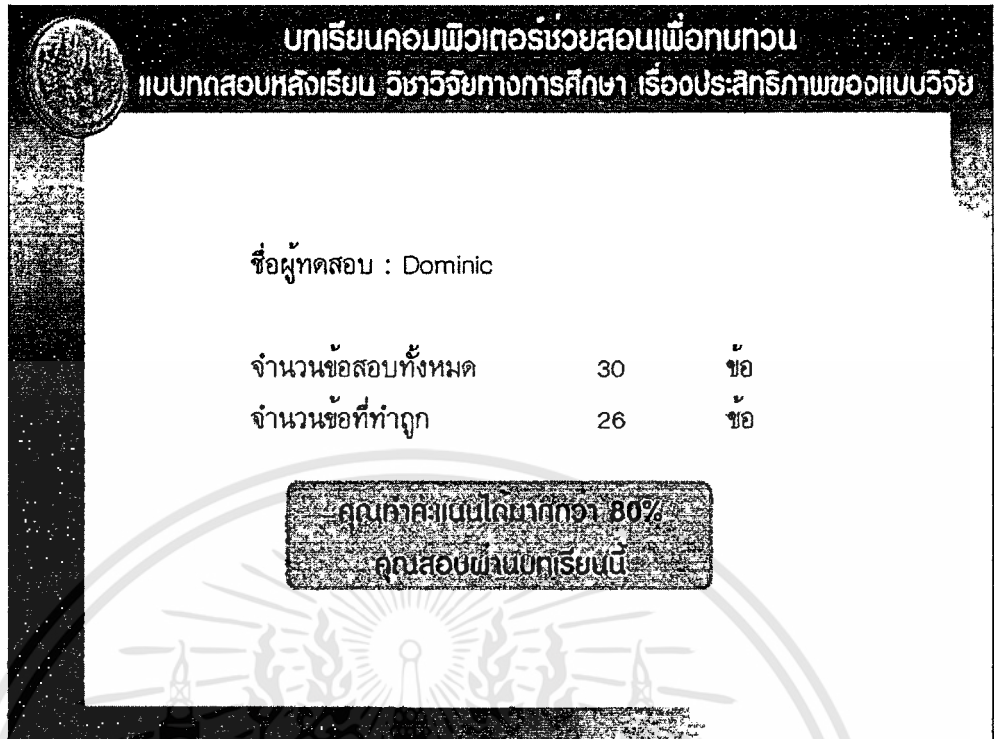 บทเรียนคอมพิวเตอร์ช่วยสอนเพื่อทบทวน
แบบทดสอบหลังเรียน วิชาวิจัยทางการศึกษา เรื่องประสิทธิภาพของแบบวิจัย
ชื่อผู้ทดสอบ : Dominic
จำนวนข้อสอบทั้งหมด 30 ข้อ
จำนวนข้อที่ทำถูก 26 ข้อ
คุณทำคะแนนได้มากกว่า 80%
คุณสอบผ่านบทเรียนนี้